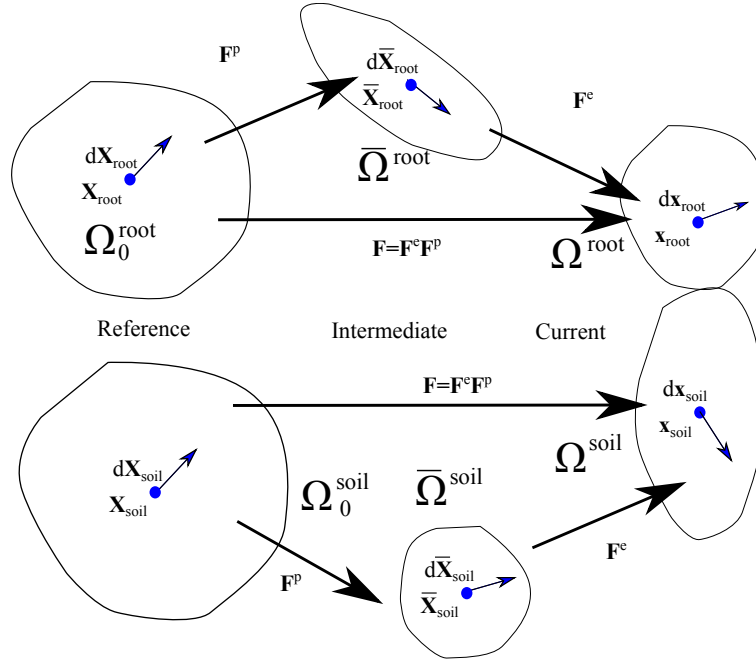 F^p
dX̅_root
X̅_root
F^e
Ω̅^root
dX_root
X_root
Ω_0^root
dx_root
x_root
F=F^eF^p
Ω^root
Reference
Intermediate
Current
F=F^eF^p
dx_soil
x_soil
dX_soil
X_soil
Ω_0^soil
Ω̅^soil
Ω^soil
F^p
F^e
dX̅_soil
X̅_soil